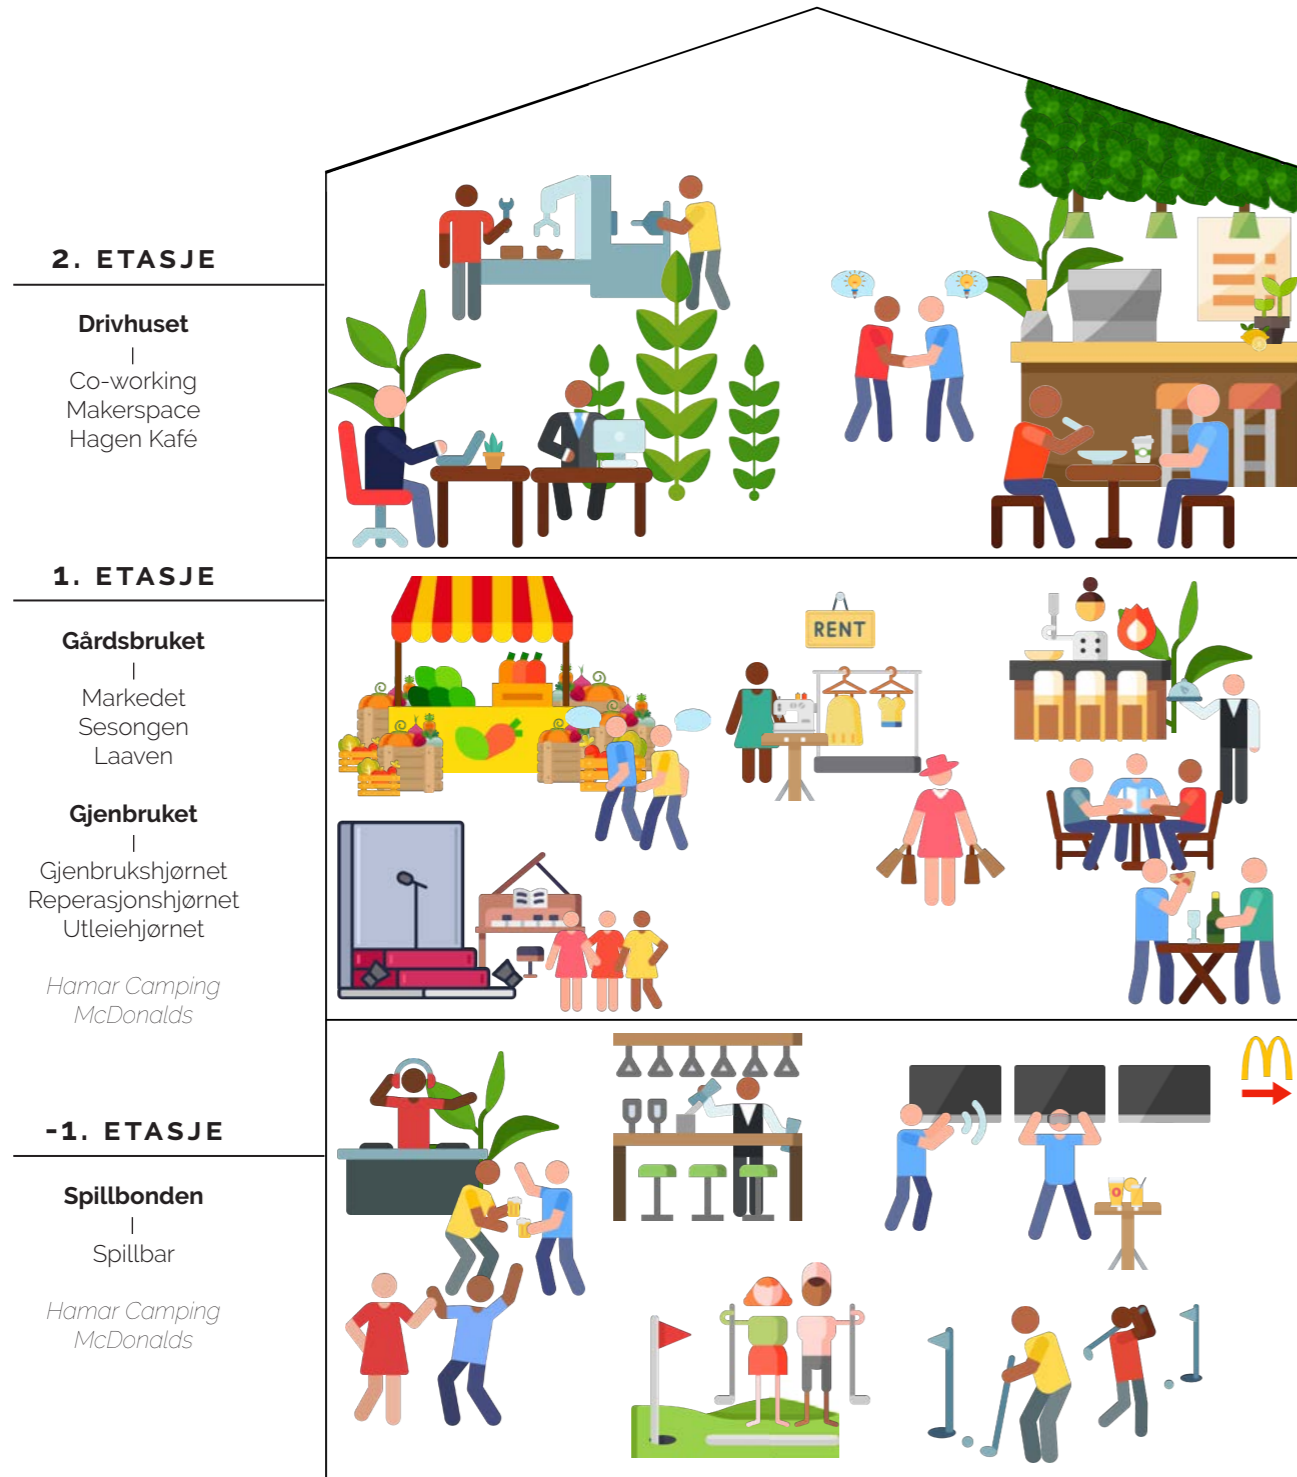 2. ETASJE
Drivhuset
Co-working
Makerspace
Hagen Kafé
1. ETASJE
Gårdsbruket
Markedet
Sesongen
Laaven
Gjenbruket
Gjenbrukshjørnet
Reperasjonshjørnet
Utleiehjørnet
Hamar Camping
McDonalds
-1. ETASJE
Spillbonden
Spillbar
Hamar Camping
McDonalds
RENT